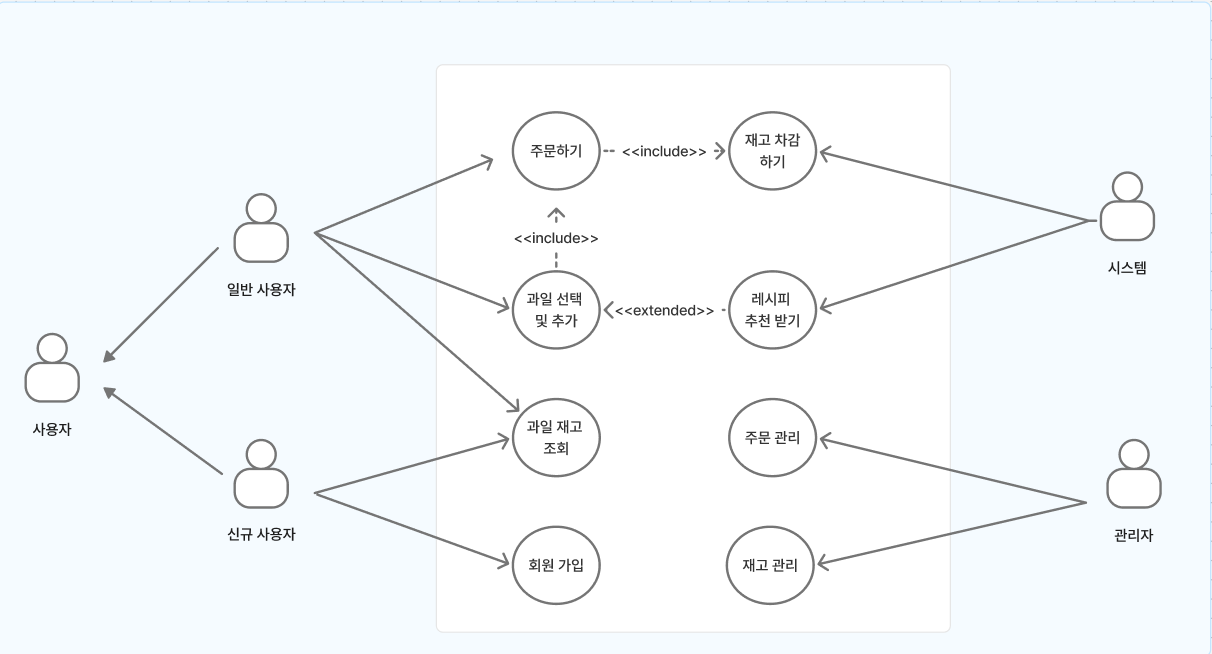 주문하기
<<include>>
재고 차감
하기
<<include>>
시스템
일반 사용자
과일 선택
및 추가
<<extended>>
레시피
추천 받기
사용자
과일 재고
조회
주문 관리
신규 사용자
관리자
회원 가입
재고 관리